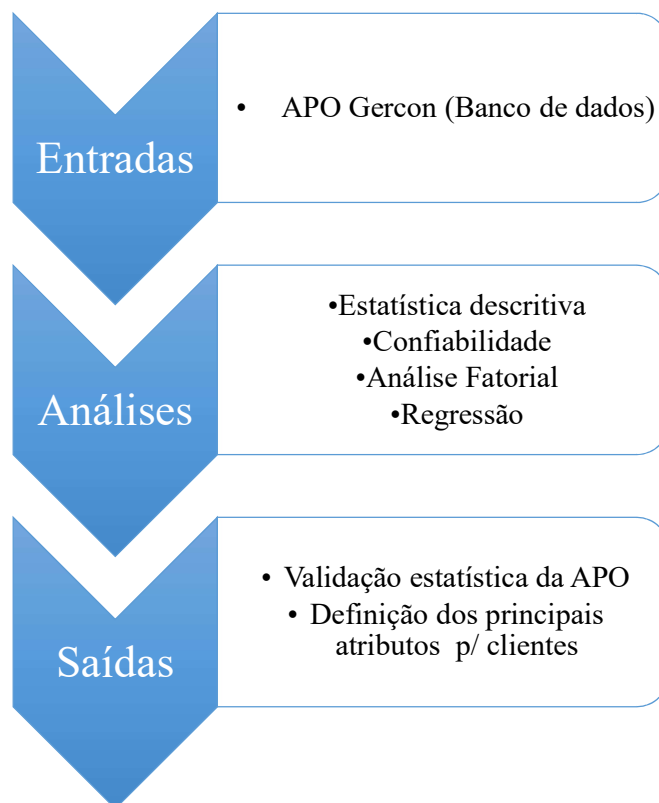 Entradas
• APO Gercon (Banco de dados)
Análises
•Estatística descritiva
•Confiabilidade
•Análise Fatorial
•Regressão
Saídas
• Validação estatística da APO
• Definição dos principais
atributos p/ clientes